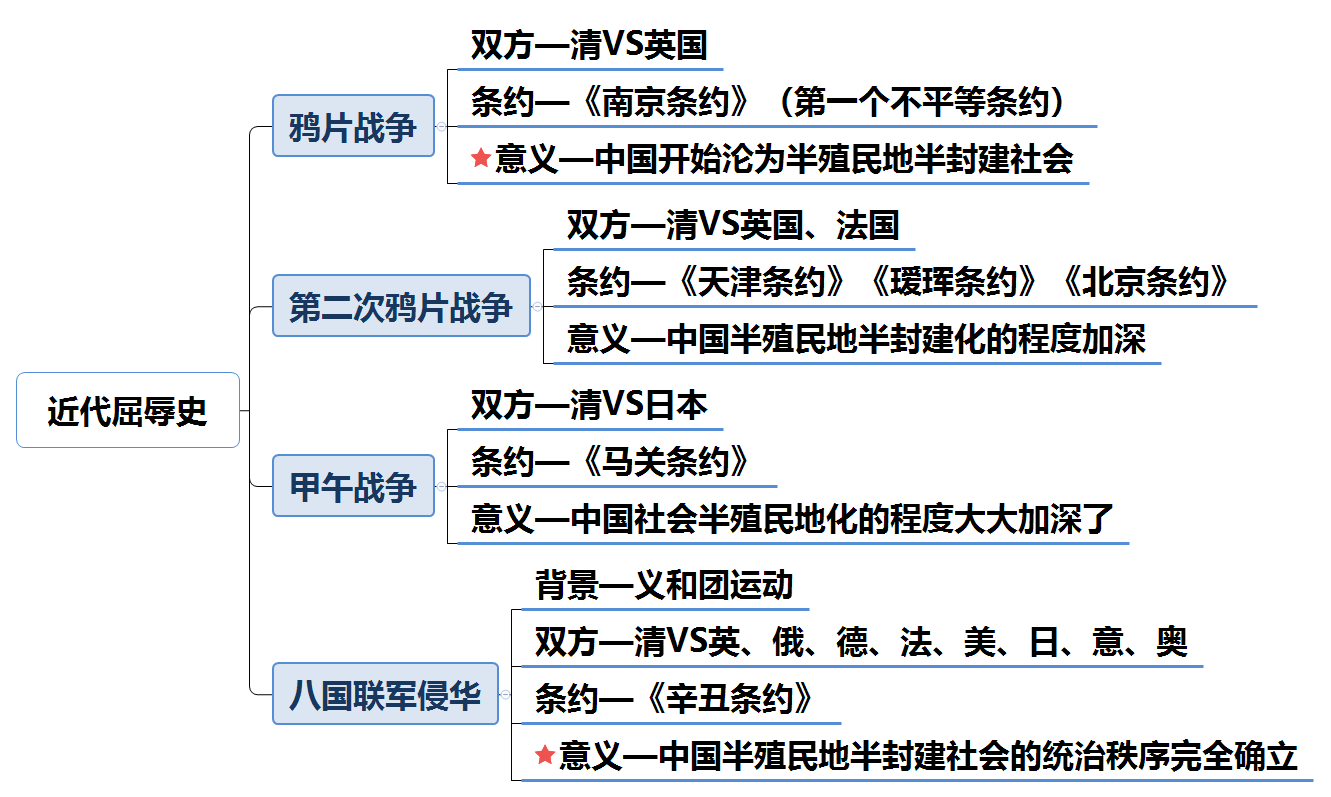 近代屈辱史
鸦片战争
双方—清VS英国
条约—《南京条约》（第一个不平等条约）
意义—中国开始沦为半殖民地半封建社会
第二次鸦片战争
双方—清VS英国、法国
条约—《天津条约》《瑷珲条约》《北京条约》
意义—中国半殖民地半封建化的程度加深
甲午战争
双方—清VS日本
条约—《马关条约》
意义—中国社会半殖民地化的程度大大加深了
八国联军侵华
背景—义和团运动
双方—清VS英、俄、德、法、美、日、意、奥
条约—《辛丑条约》
意义—中国半殖民地半封建社会的统治秩序完全确立